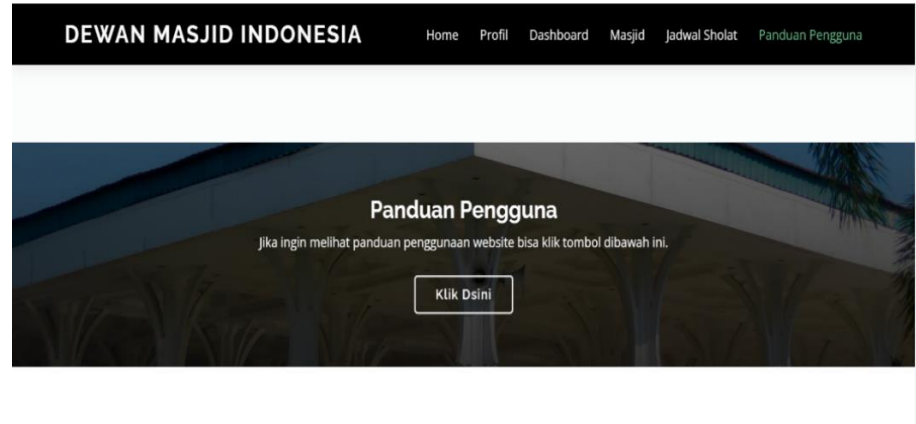 DEWAN MASJID INDONESIA Home Profil Dashboard Masjid Jadwal Sholat Panduan Pengguna
Panduan Pengguna
Jika ingin melihat panduan penggunaan website bisa klik tombol dibawah ini.
Klik Dsini